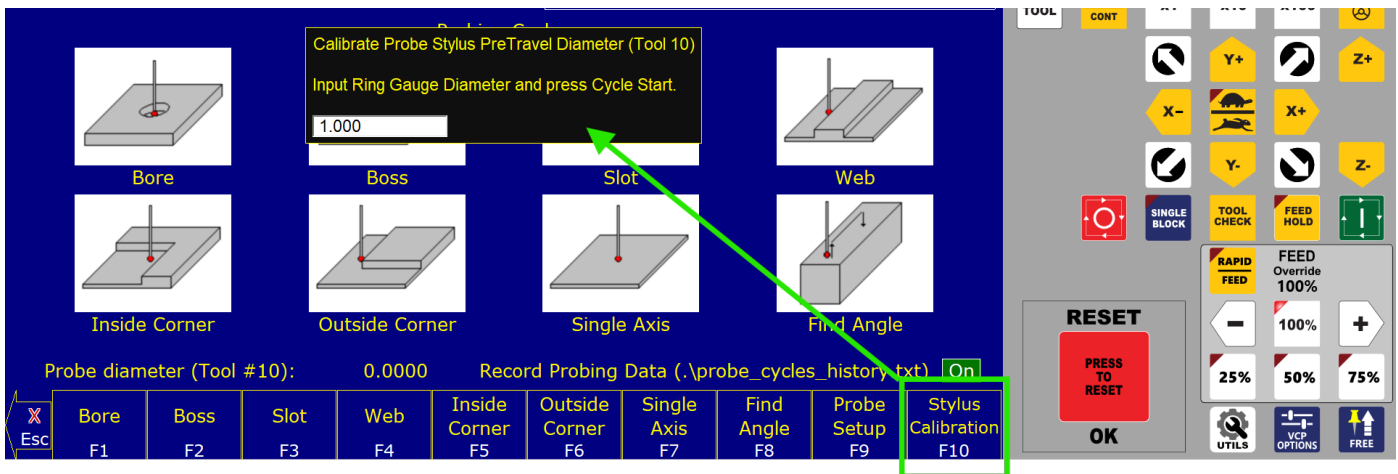 Calibrate Probe Stylus PreTravel Diameter (Tool 10)
Input Ring Gauge Diameter and press Cycle Start.
1.000
Bore
Boss
Slot
Web
Inside Corner
Outside Corner
Single Axis
Find Angle
Probe diameter (Tool #10): 0.0000 Record Probing Data (.\probe_cycles_history.txt) On
X
Esc
Bore
F1
Boss
F2
Slot
F3
Web
F4
Inside
Corner
F5
Outside
Corner
F6
Single
Axis
F7
Find
Angle
F8
Probe
Setup
F9
Stylus
Calibration
F10
TOOL
CONT
Y+
Z+
X-
X+
Y-
Z-
SINGLE
BLOCK
TOOL
CHECK
FEED
HOLD
RAPID
FEED
FEED
Override
100%
-
100%
+
25%
50%
75%
RESET
PRESS
TO
RESET
OK
UTILS
VCP
OPTIONS
FREE